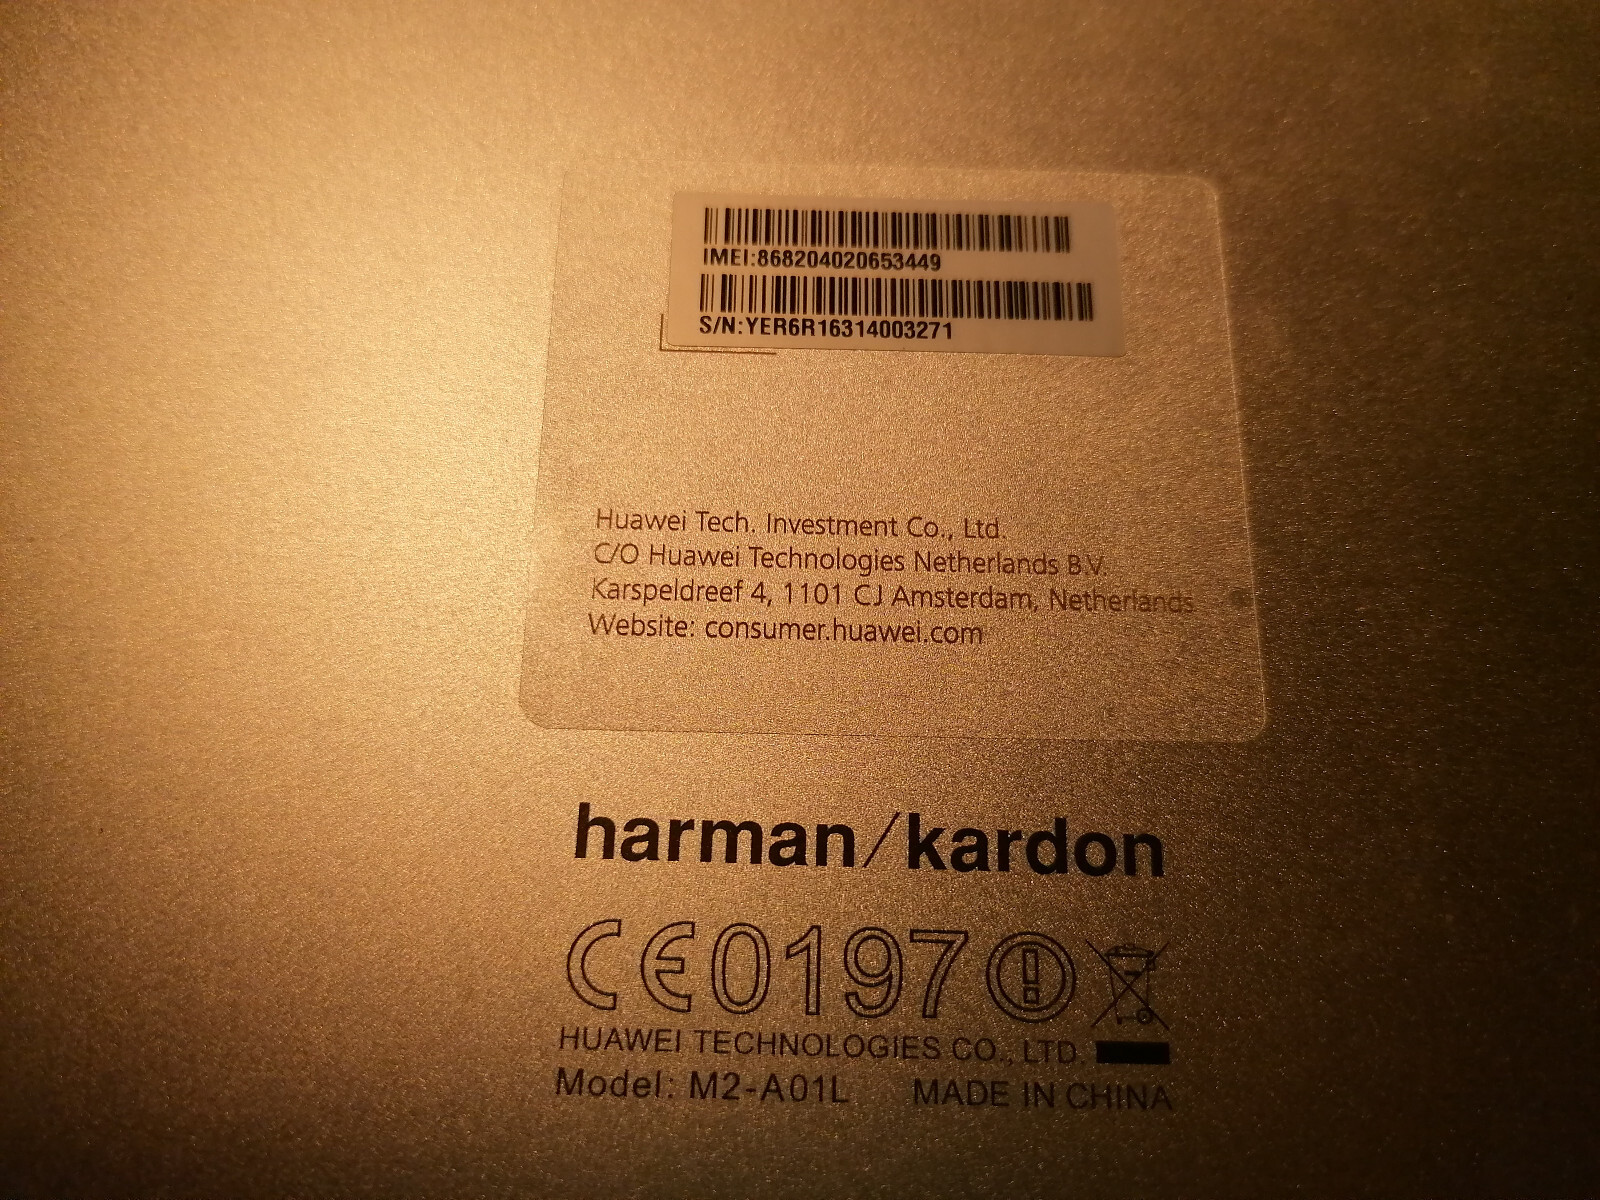 IMEI:868204020653449
S/N:YER6R16314003271
Huawei Tech. Investment Co., Ltd.
C/O Huawei Technologies Netherlands B.V.
Karspeldreef 4, 1101 CJ Amsterdam, Netherlands
Website: consumer.huawei.com
harman/kardon
CE0197
HUAWEI TECHNOLOGIES CO., LTD.
Model: M2-A01L MADE IN CHINA